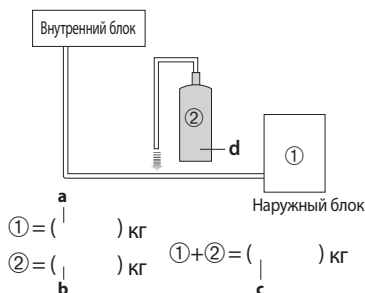 Внутренний блок
②
d
①
a
Наружный блок
①=( ) кг
②=( ) кг
①+②=( ) кг
b
c